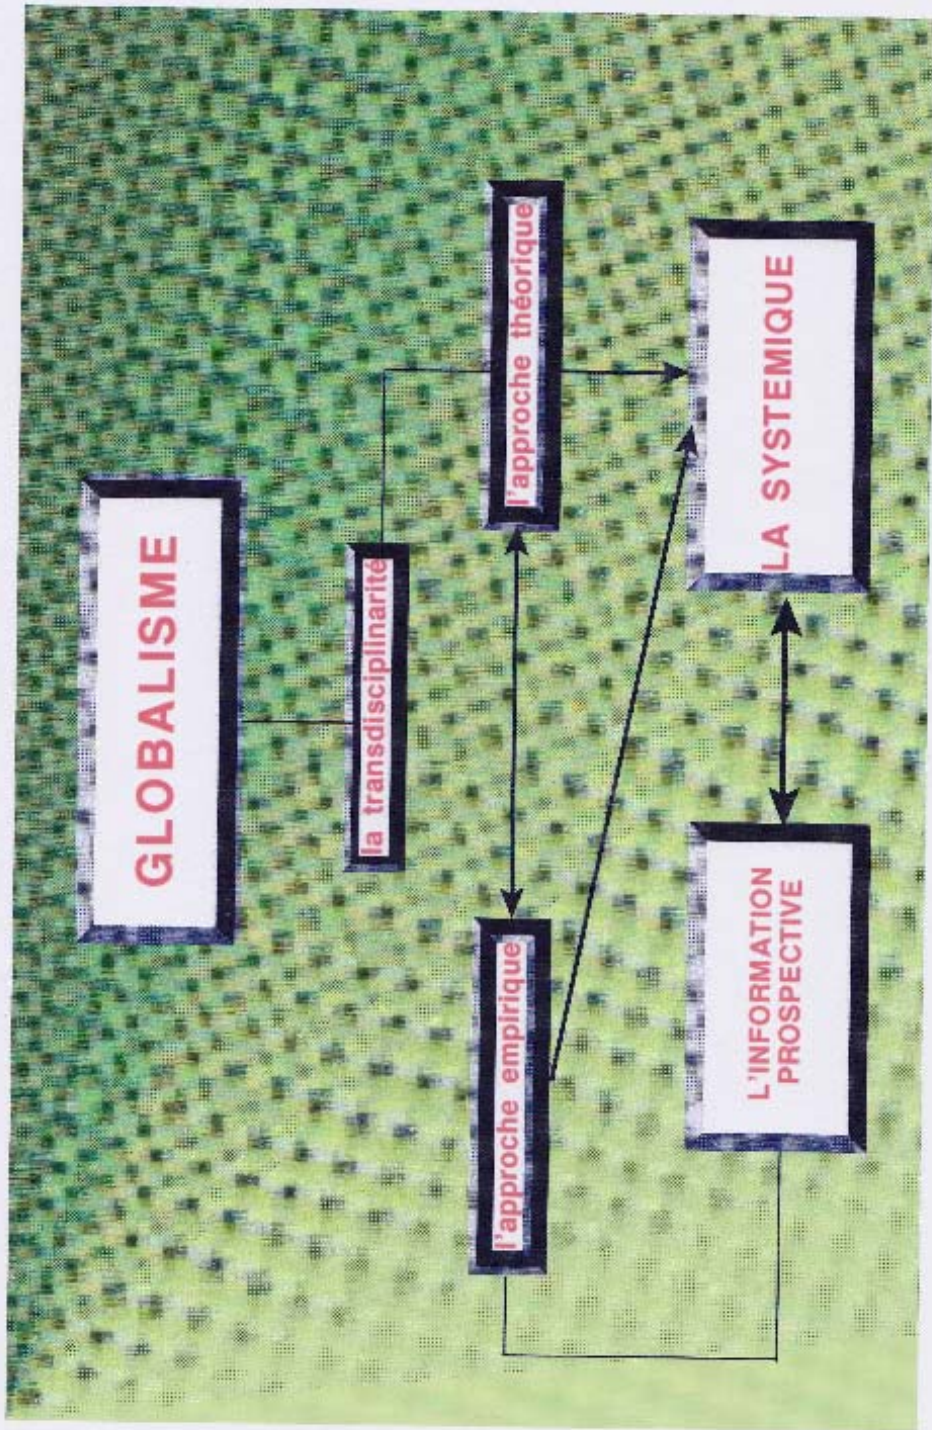 GLOBALISME
la transdisciplinarité
l'approche empirique
l'approche théorique
L'INFORMATION
PROSPECTIVE
LA SYSTEMIQUE